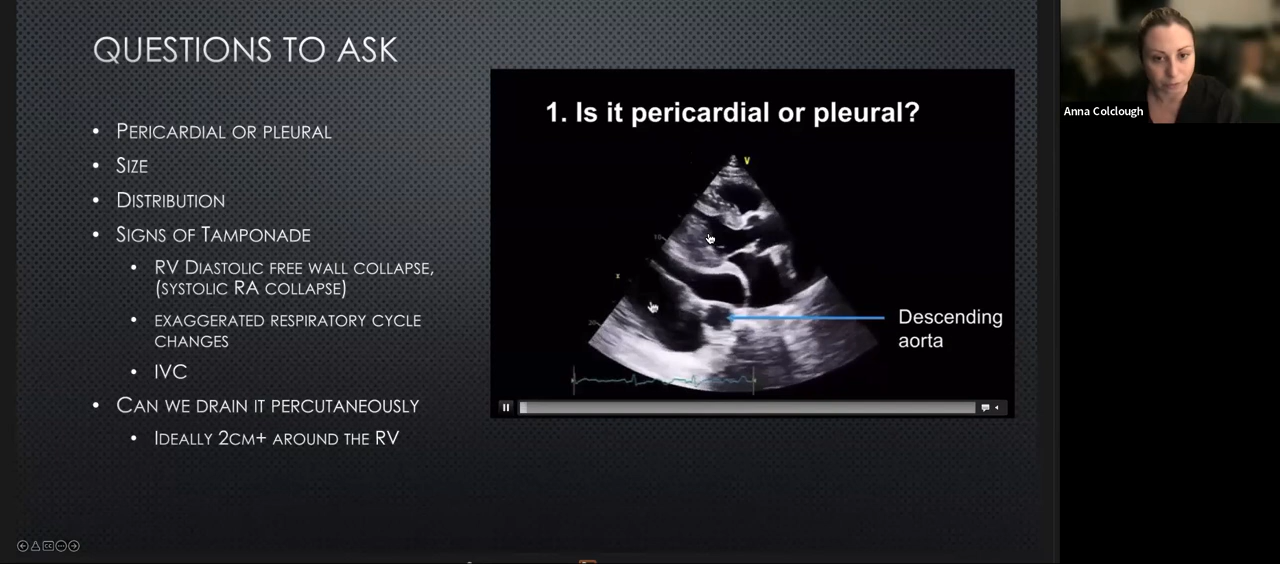 QUESTIONS TO ASK
• PERICARDIAL OR PLEURAL
• SIZE
• DISTRIBUTION
• SIGNS OF TAMPONADE
• RV DIASTOLIC FREE WALL COLLAPSE,
(SYSTOLIC RA COLLAPSE)
• EXAGGERATED RESPIRATORY CYCLE
CHANGES
• IVC
• CAN WE DRAIN IT PERCUTANEOUSLY
• IDEALLY 2CM+ AROUND THE RV
1. Is it pericardial or pleural?
V
10
x
20
Descending
aorta
Anna Colclough